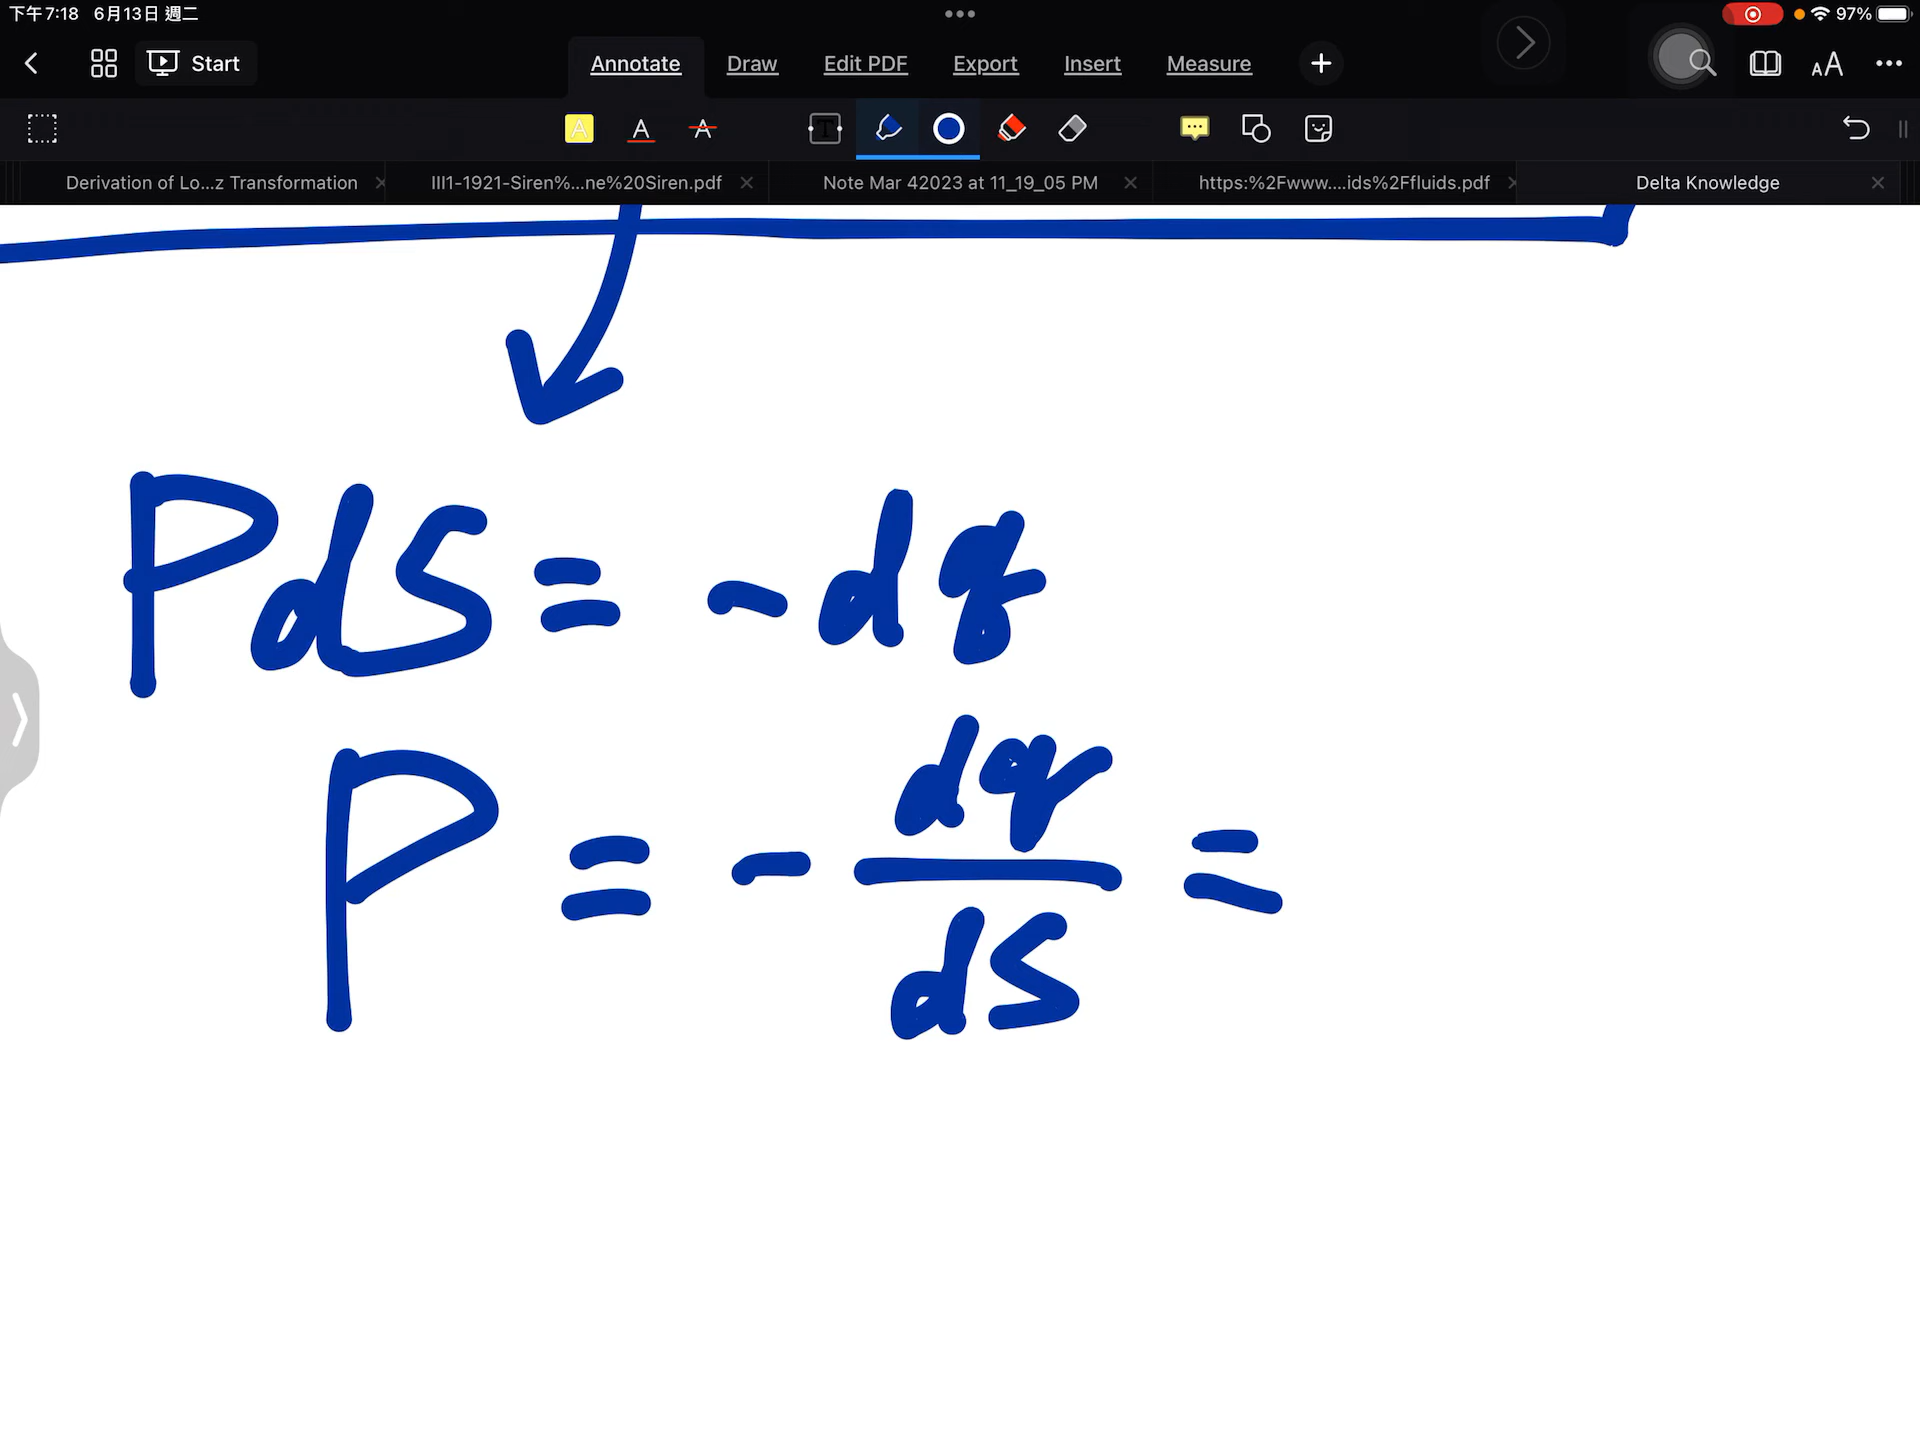 下午7:18 6月13日 週二 97%
Start Annotate Draw Edit PDF Export Insert Measure AA
A A A T
Derivation of Lo...z Transformation III1-1921-Siren%...ne%20Siren.pdf Note Mar 42023 at 11_19_05 PM https:%2Fwww....ids%2Ffluids.pdf Delta Knowledge
PdS = -dq
P = - dq/dS =